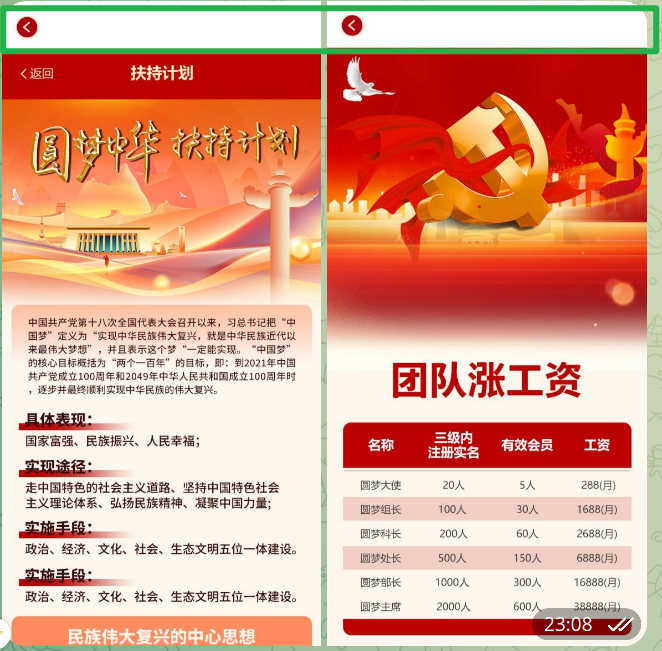 返回
扶持计划
圆梦中华 扶持计划
中国共产党第十八次全国代表大会召开以来，习总书记把“中
国梦”定义为“实现中华民族伟大复兴，就是中华民族近代以
来最伟大梦想”，并且表示这个梦“一定能实现。“中国梦”
的核心目标概括为“两个一百年”的目标，即：到2021年中国
共产党成立100周年和2049年中华人民共和国成立100周年时
，逐步并最终顺利实现中华民族的伟大复兴。
具体表现：
国家富强、民族振兴、人民幸福；
实现途径：
走中国特色的社会主义道路、坚持中国特色社会
主义理论体系、弘扬民族精神、凝聚中国力量；
实施手段：
政治、经济、文化、社会、生态文明五位一体建设。
实施手段：
政治、经济、文化、社会、生态文明五位一体建设。
民族伟大复兴的中心思想
团队涨工资
名称 三级内注册实名 有效会员 工资
圆梦大使 20人 5人 288(月)
圆梦组长 100人 30人 1688(月)
圆梦科长 200人 60人 2688(月)
圆梦处长 500人 150人 6888(月)
圆梦部长 1000人 300人 16888(月)
圆梦主席 2000人 600人 38888(月)
23:08